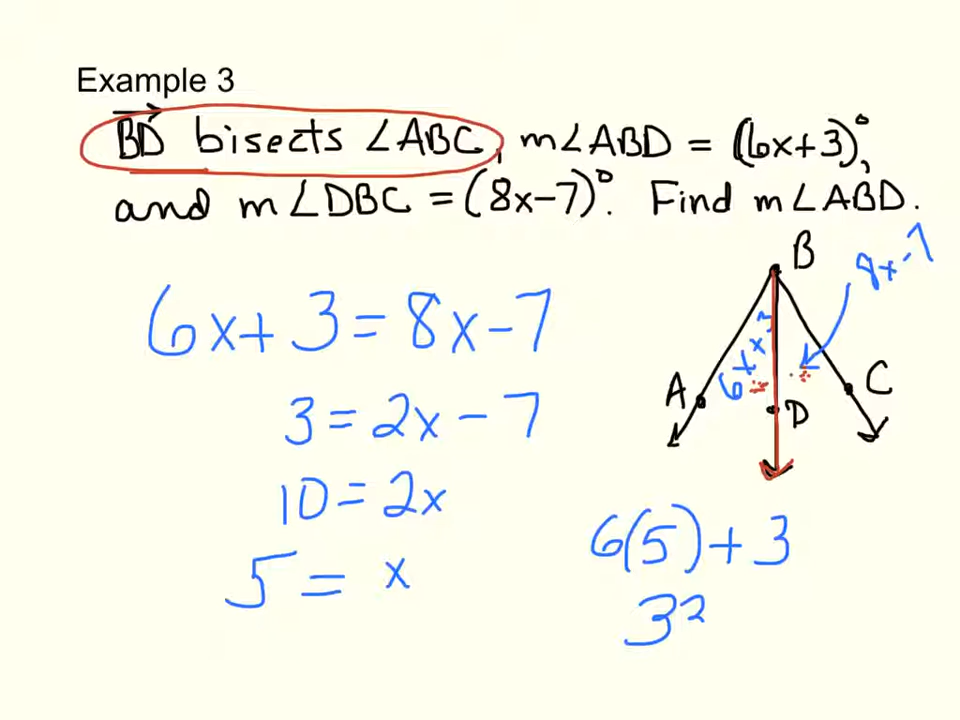 Example 3
BD bisects ∠ABC, m∠ABD = (6x+3)°,
and m∠DBC = (8x-7)°. Find m∠ABD.
B
8x-7
6x+3
A
C
D
6x+3=8x-7
3=2x-7
10=2x
5=x
6(5)+3
32